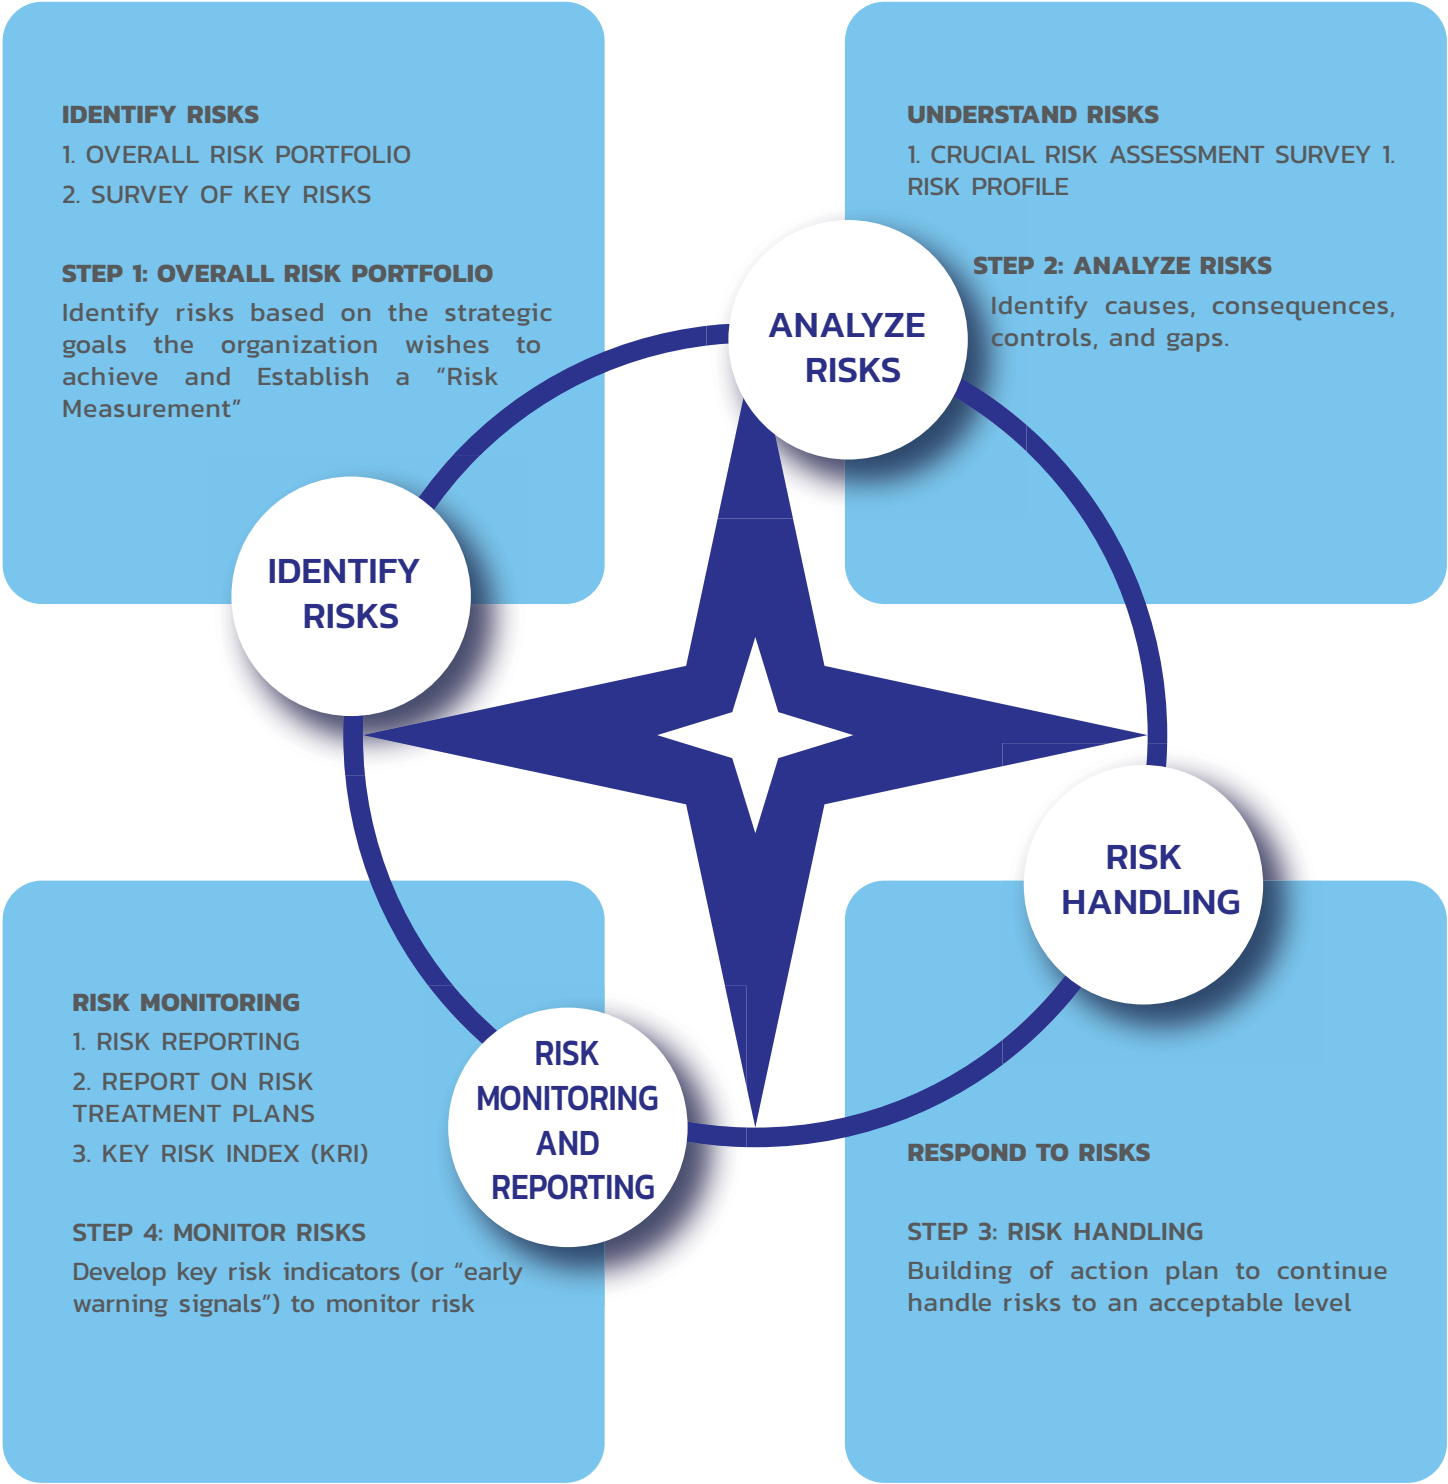 IDENTIFY RISKS
1. OVERALL RISK PORTFOLIO
2. SURVEY OF KEY RISKS
STEP 1: OVERALL RISK PORTFOLIO
Identify risks based on the strategic
goals the organization wishes to
achieve and Establish a “Risk
Measurement”
UNDERSTAND RISKS
1. CRUCIAL RISK ASSESSMENT SURVEY 1.
RISK PROFILE
STEP 2: ANALYZE RISKS
Identify causes, consequences,
controls, and gaps.
ANALYZE
RISKS
IDENTIFY
RISKS
RISK
HANDLING
RISK
MONITORING
AND
REPORTING
RISK MONITORING
1. RISK REPORTING
2. REPORT ON RISK
TREATMENT PLANS
3. KEY RISK INDEX (KRI)
STEP 4: MONITOR RISKS
Develop key risk indicators (or “early
warning signals”) to monitor risk
RESPOND TO RISKS
STEP 3: RISK HANDLING
Building of action plan to continue
handle risks to an acceptable level